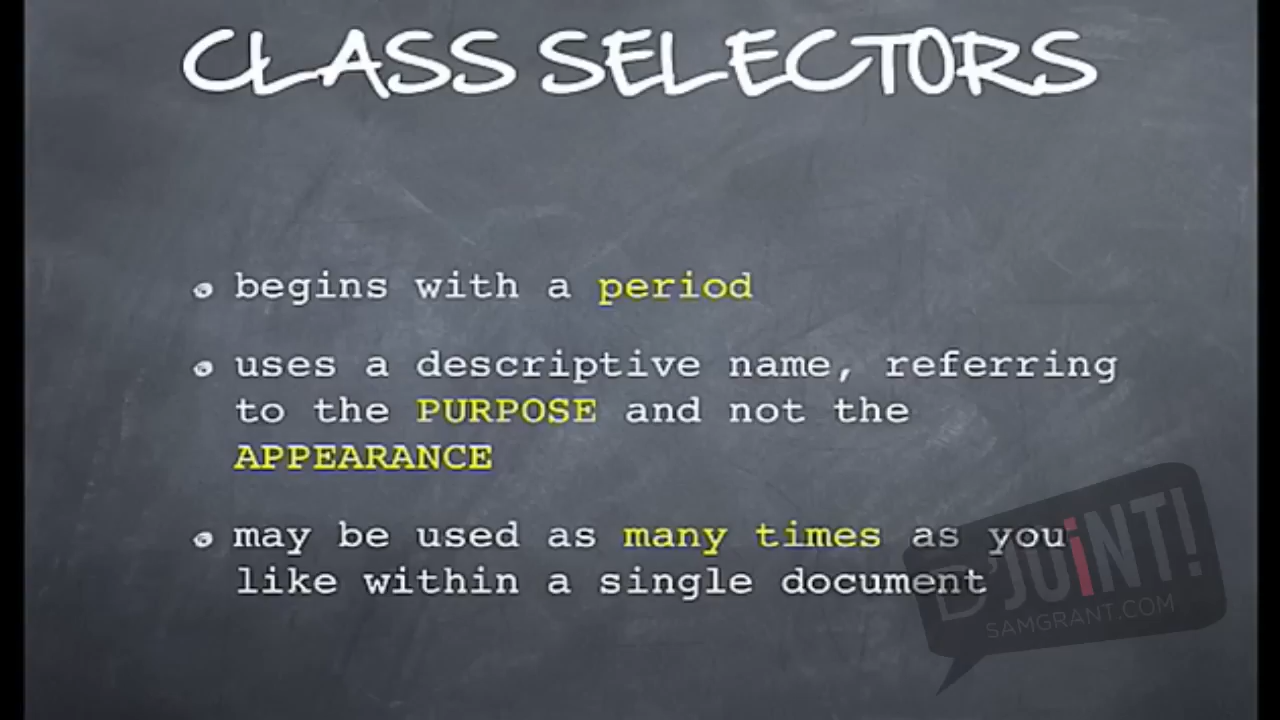 CLASS SELECTORS
begins with a period
uses a descriptive name, referring
to the PURPOSE and not the
APPEARANCE
may be used as many times as you
like within a single document
D'JOiNT!
SAMGRANT.COM